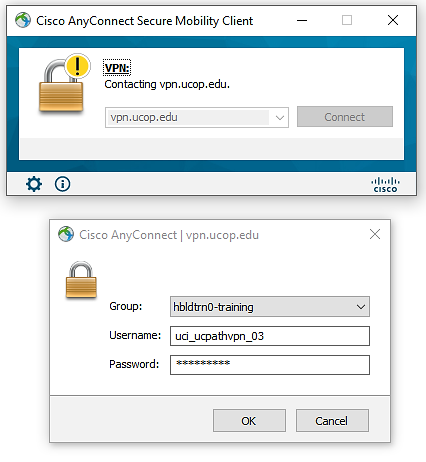 Cisco AnyConnect Secure Mobility Client
VPN:
Contacting vpn.ucop.edu.
vpn.ucop.edu
Connect
CISCO
Cisco AnyConnect | vpn.ucop.edu
Group:
hbldtrn0-training
Username:
uci_ucpathvpn_03
Password:
*********
OK
Cancel